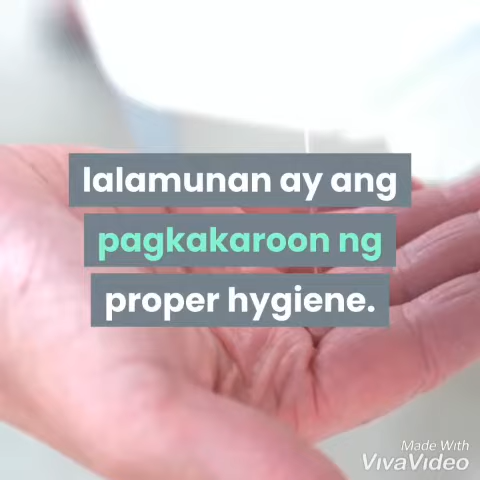 lalamunan ay ang
pagkakaroon ng
proper hygiene.
Made With
VivaVideo